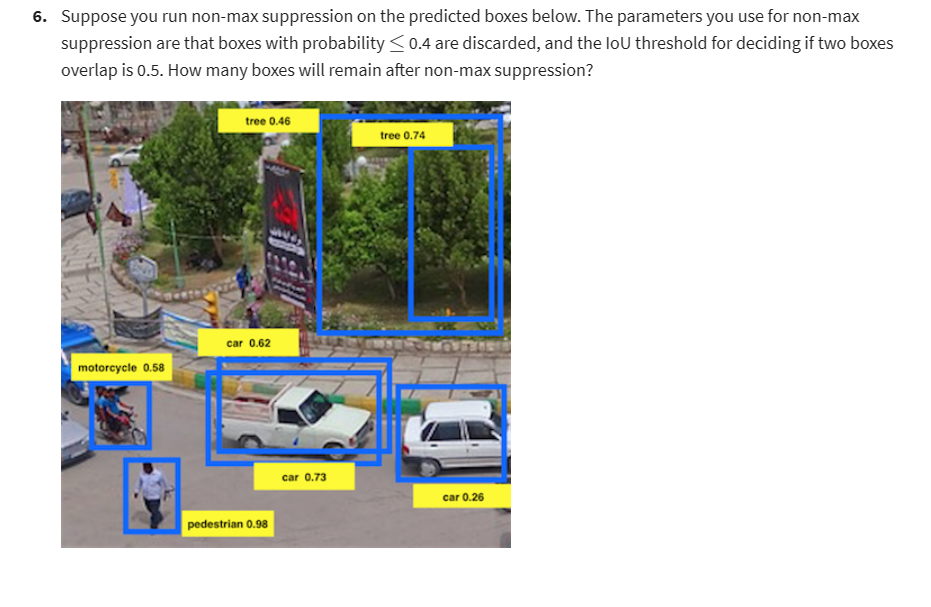 6. Suppose you run non-max suppression on the predicted boxes below. The parameters you use for non-max
suppression are that boxes with probability ≤ 0.4 are discarded, and the IoU threshold for deciding if two boxes
overlap is 0.5. How many boxes will remain after non-max suppression?
tree 0.46
tree 0.74
car 0.62
motorcycle 0.58
car 0.73
car 0.26
pedestrian 0.98